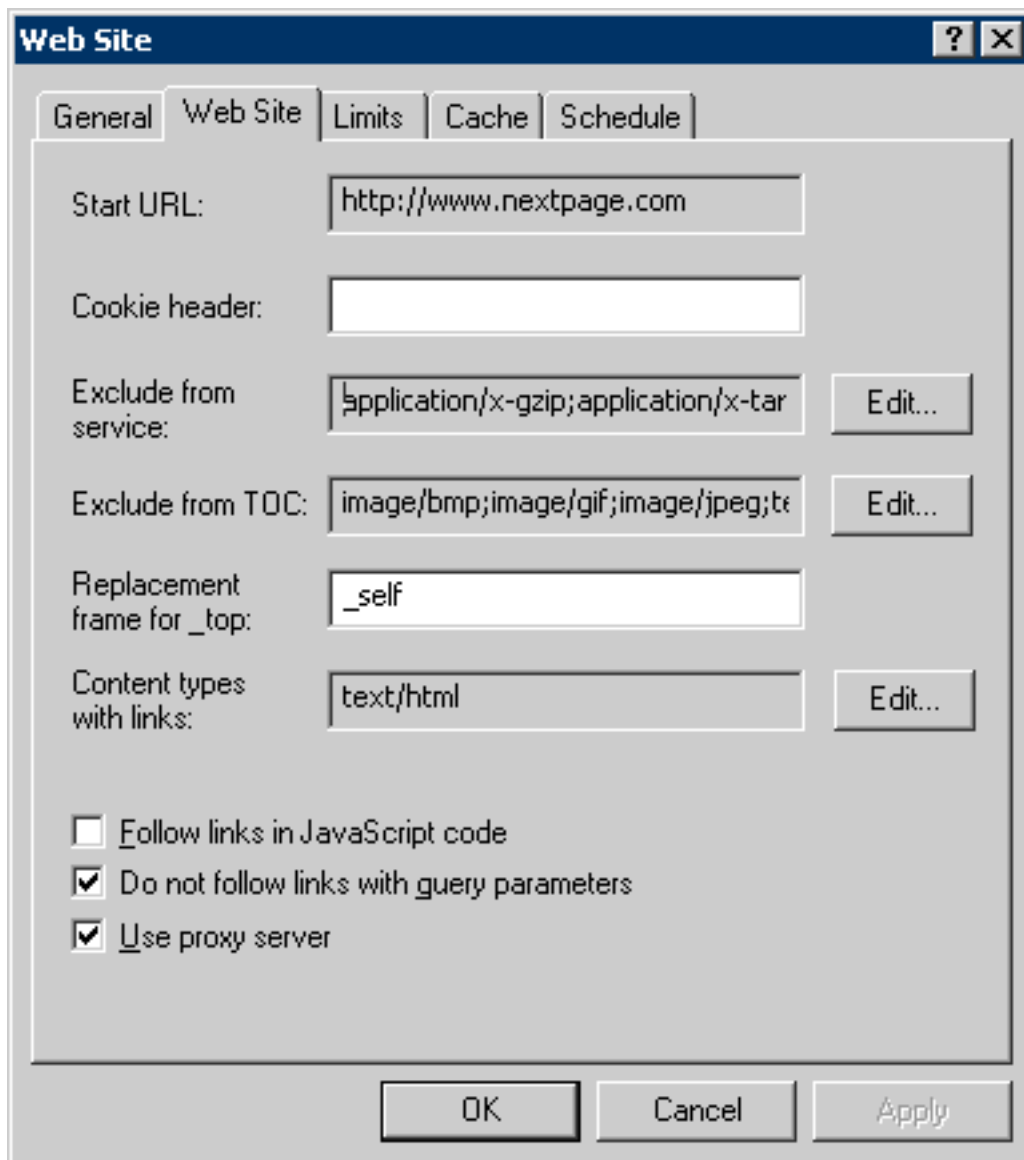 Web Site
General Web Site Limits Cache Schedule
Start URL: http://www.nextpage.com
Cookie header:
Exclude from
service: application/x-gzip;application/x-tar Edit...
Exclude from TOC: image/bmp;image/gif;image/jpeg;te Edit...
Replacement
frame for _top: _self
Content types
with links: text/html Edit...
Follow links in JavaScript code
Do not follow links with query parameters
Use proxy server
OK Cancel Apply